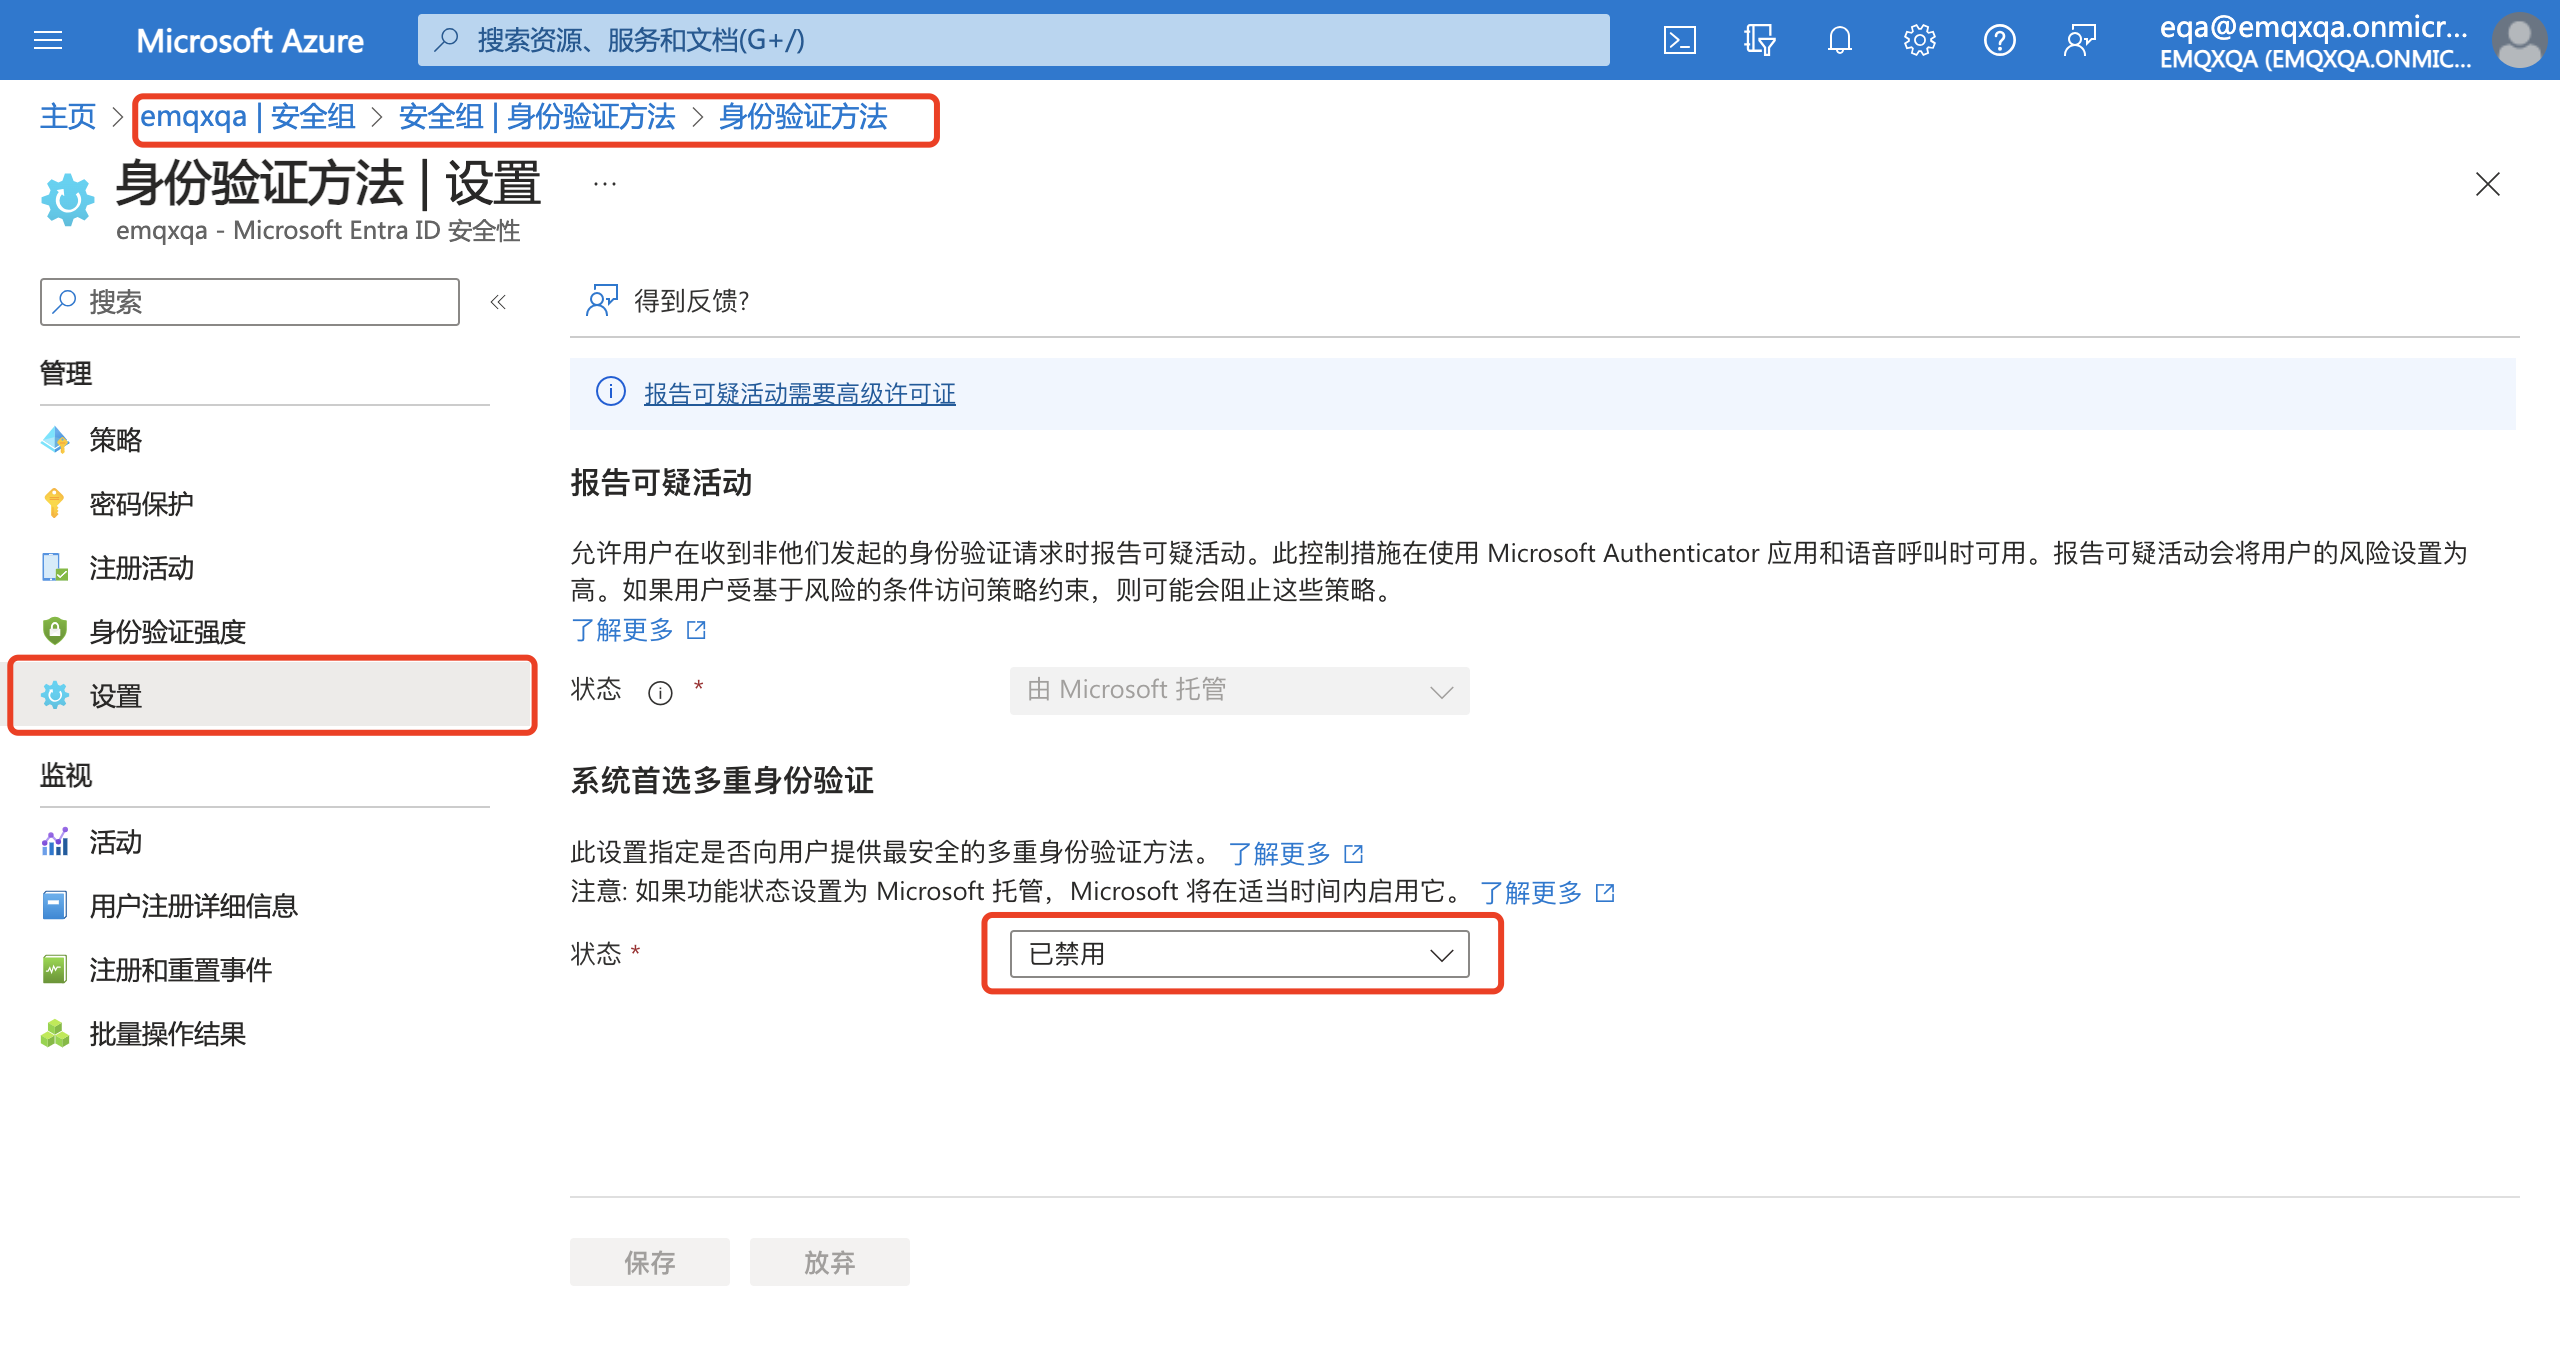 Microsoft Azure
搜索资源、服务和文档(G+/)
eqa@emqxqa.onmicr...
EMQXQA (EMQXQA.ONMIC...
主页 > emqxqa | 安全组 > 安全组 | 身份验证方法 > 身份验证方法
身份验证方法 | 设置 ...
emqxqa - Microsoft Entra ID 安全性
搜索
管理
策略
密码保护
注册活动
身份验证强度
设置
监视
活动
用户注册详细信息
注册和重置事件
批量操作结果
得到反馈?
报告可疑活动需要高级许可证
报告可疑活动
允许用户在收到非他们发起的身份验证请求时报告可疑活动。此控制措施在使用 Microsoft Authenticator 应用和语音呼叫时可用。报告可疑活动会将用户的风险设置为
高。如果用户受基于风险的条件访问策略约束，则可能会阻止这些策略。
了解更多
状态 * 由 Microsoft 托管
系统首选多重身份验证
此设置指定是否向用户提供最安全的多重身份验证方法。 了解更多
注意: 如果功能状态设置为 Microsoft 托管，Microsoft 将在适当时间内启用它。 了解更多
状态 * 已禁用
保存 放弃